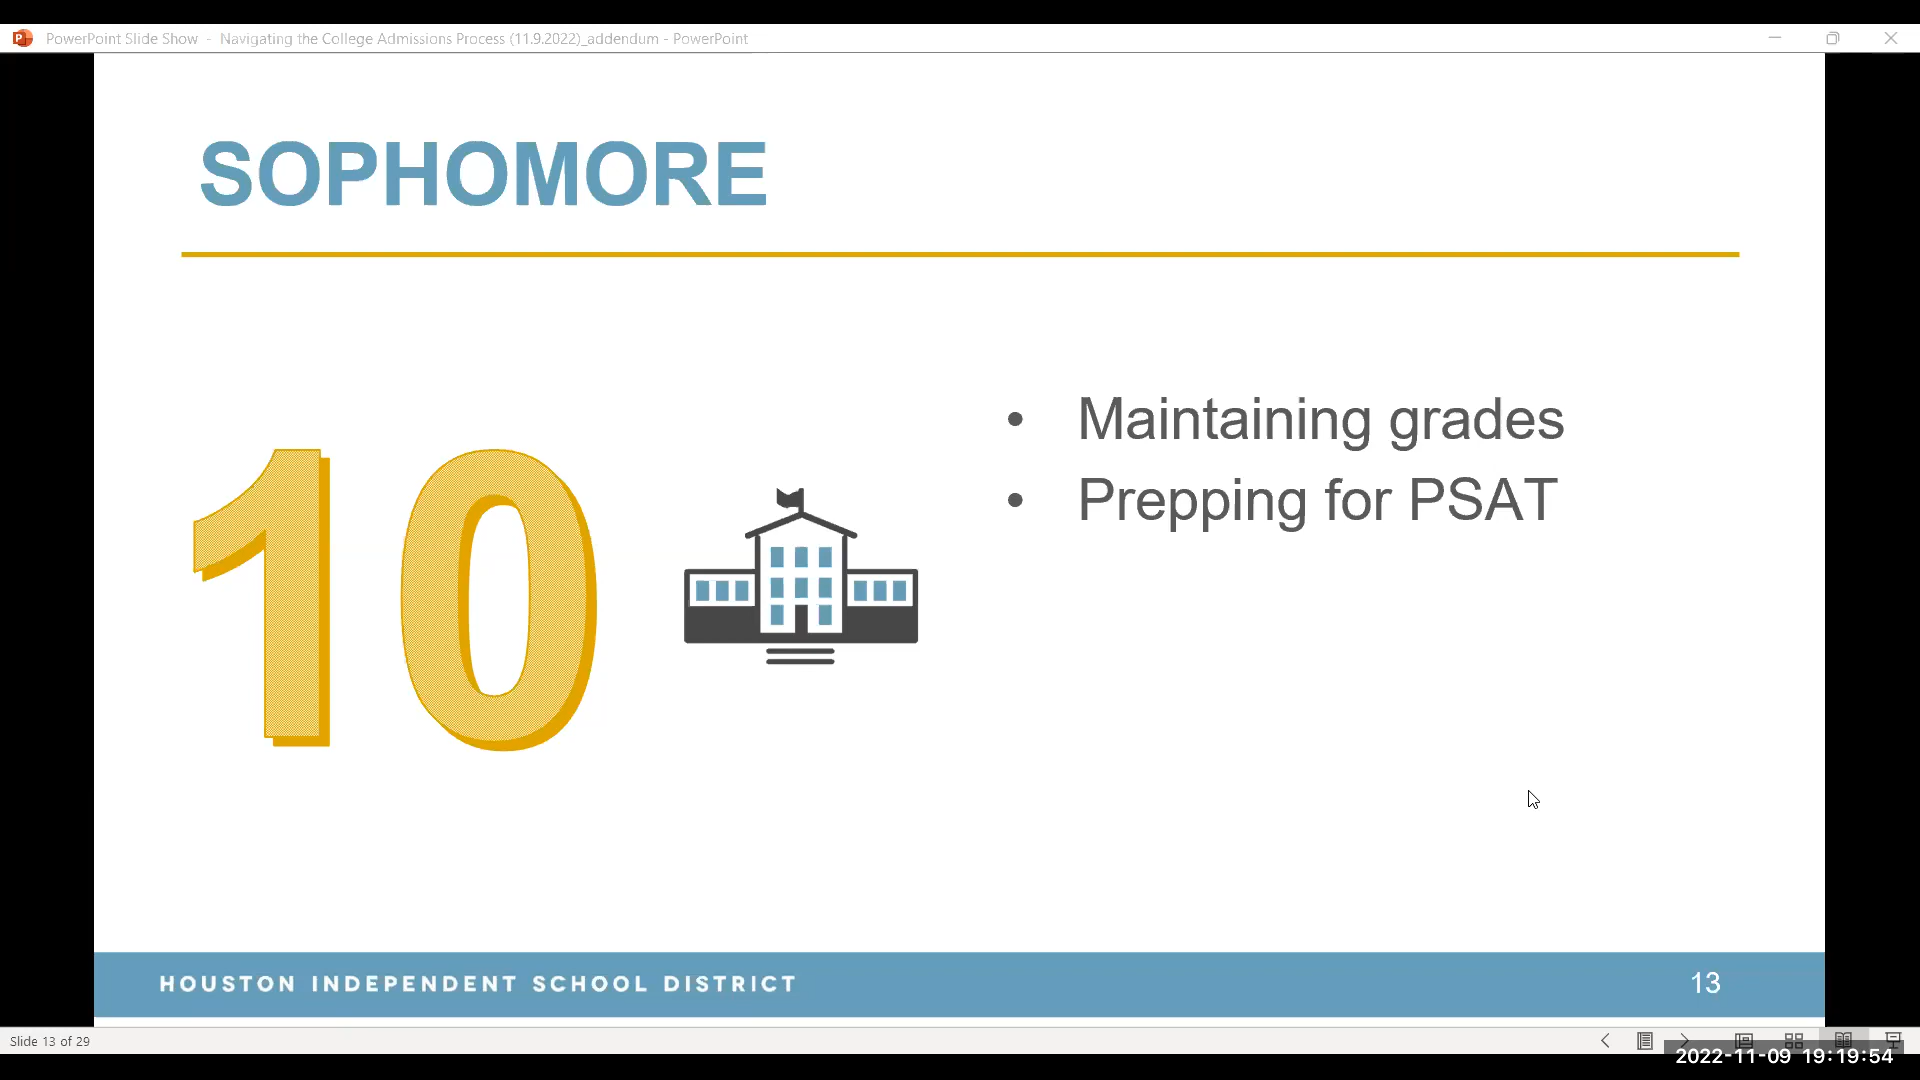 PowerPoint Slide Show - Navigating the College Admissions Process (11.9.2022)_addendum - PowerPoint
SOPHOMORE
10
• Maintaining grades
• Prepping for PSAT
HOUSTON INDEPENDENT SCHOOL DISTRICT
13
Slide 13 of 29
2022-11-09 19:19:54